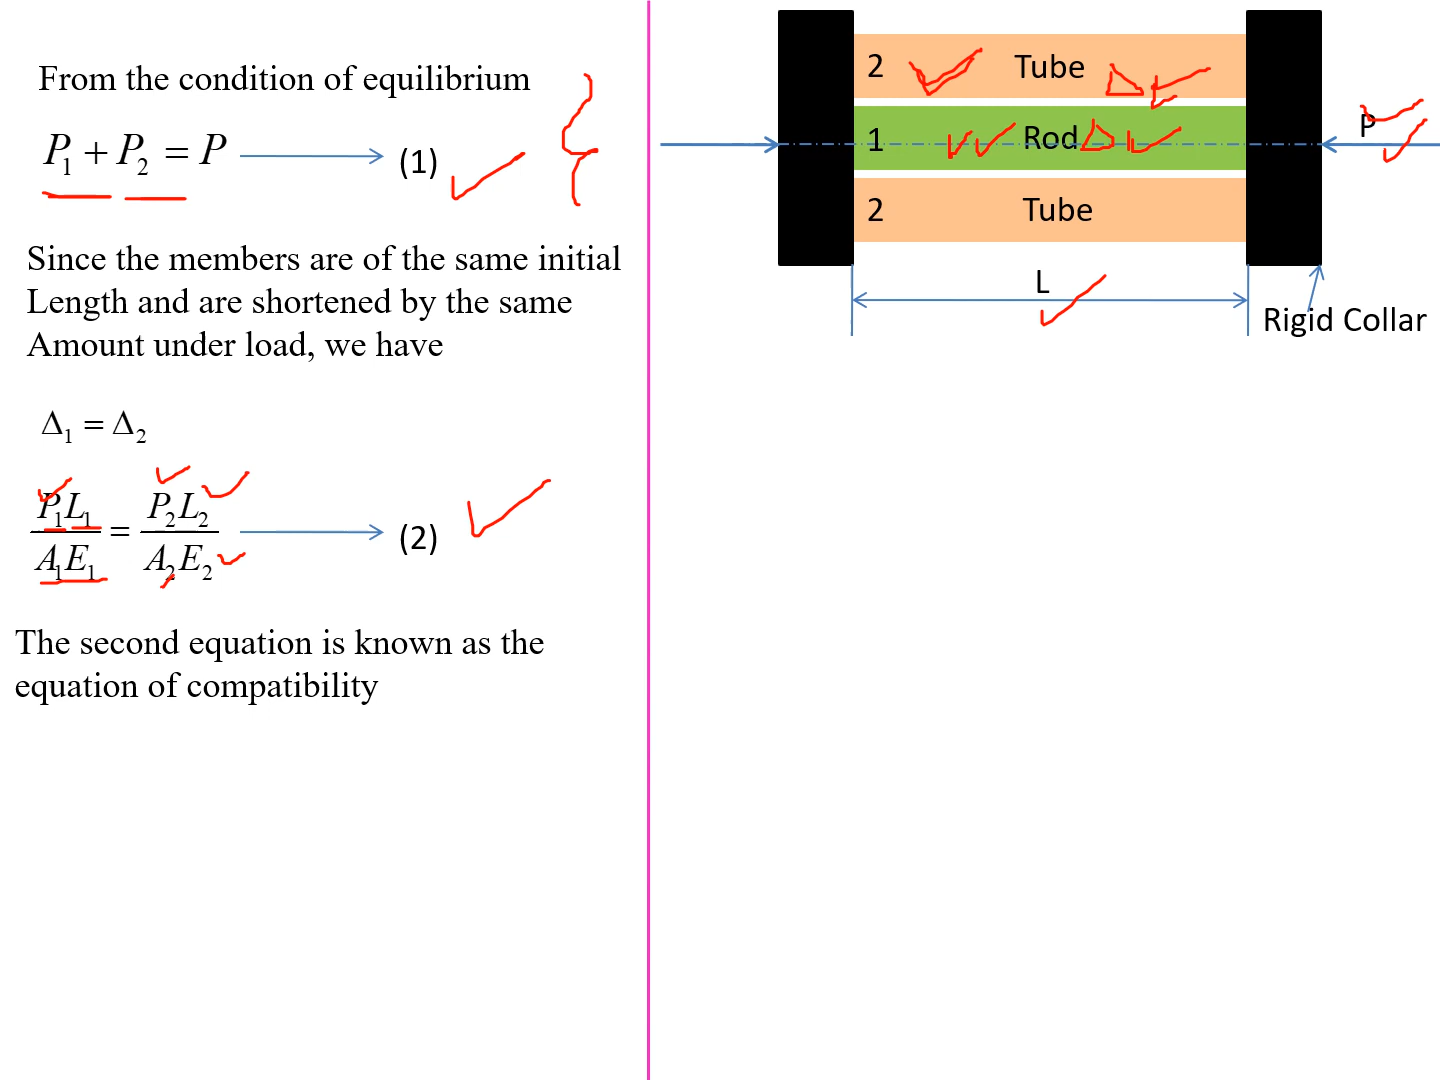 From the condition of equilibrium
P₁ + P₂ = P (1)
Since the members are of the same initial
Length and are shortened by the same
Amount under load, we have
Δ₁ = Δ₂
P₁L₁/A₁E₁ = P₂L₂/A₂E₂ (2)
The second equation is known as the
equation of compatibility
2 Tube Δ
1 Rod Δ
2 Tube
P
L
Rigid Collar